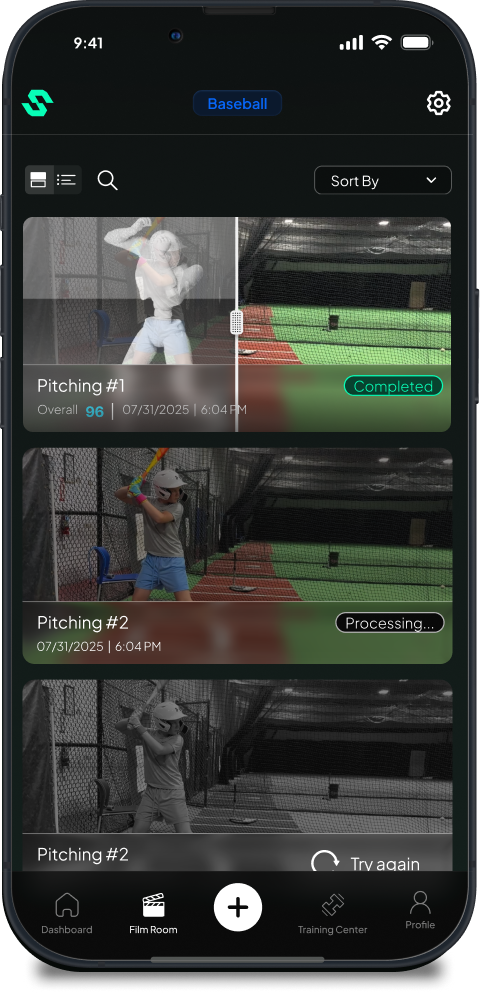 9:41
Baseball
Sort By
Pitching #1
Completed
Overall 96 | 07/31/2025 | 6:04 PM
Pitching #2
Processing...
07/31/2025 | 6:04 PM
Pitching #2
Try again
Dashboard
Film Room
Training Center
Profile